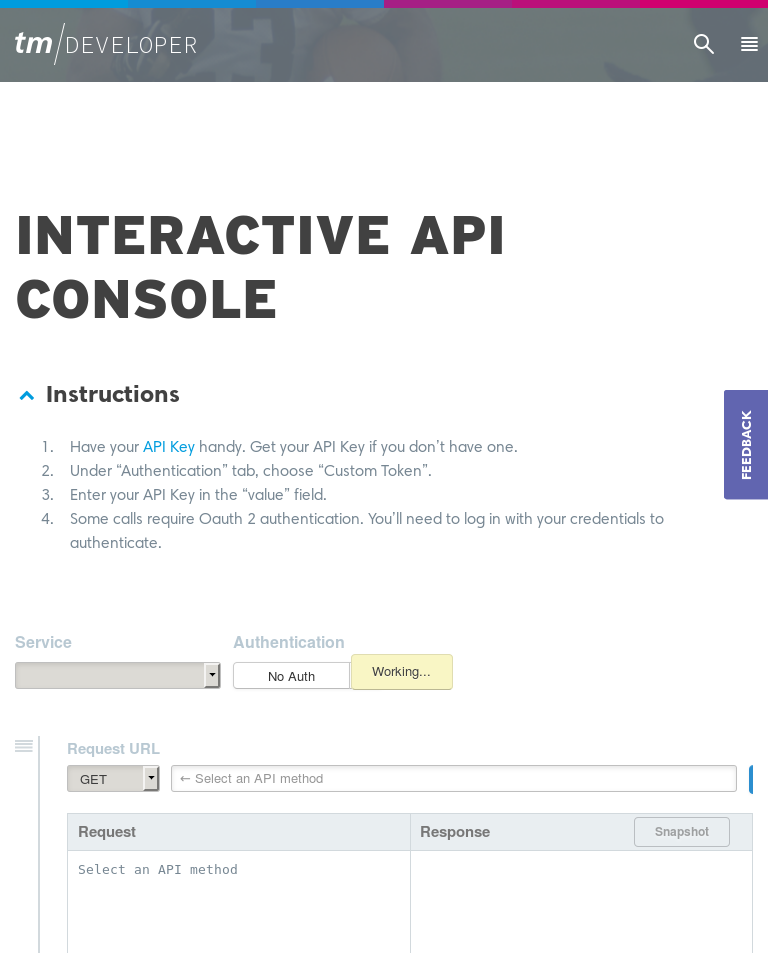 tm/DEVELOPER
INTERACTIVE API
CONSOLE
Instructions
1. Have your API Key handy. Get your API Key if you don’t have one.
2. Under “Authentication” tab, choose “Custom Token”.
3. Enter your API Key in the “value” field.
4. Some calls require Oauth 2 authentication. You’ll need to log in with your credentials to
authenticate.
FEEDBACK
Service
Authentication
No Auth
Working...
Request URL
GET
← Select an API method
Request
Response
Snapshot
Select an API method